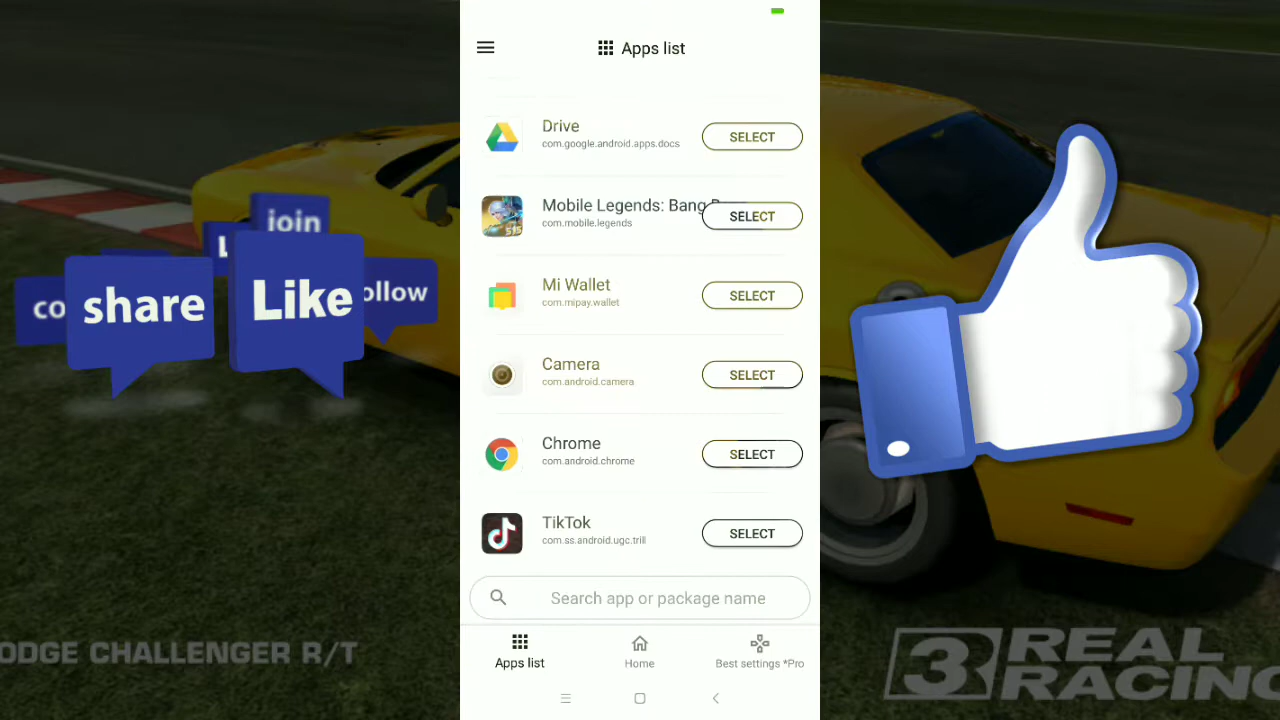 join
L
co
share
Like
ollow
ODGE CHALLENGER R/T
Apps list
Drive
com.google.android.apps.docs
SELECT
Mobile Legends: Bang B
com.mobile.legends
SELECT
515
Mi Wallet
com.mipay.wallet
SELECT
Camera
com.android.camera
SELECT
Chrome
com.android.chrome
SELECT
TikTok
com.ss.android.ugc.trill
SELECT
Search app or package name
Apps list
Home
Best settings *Pro
3 REAL
RACING